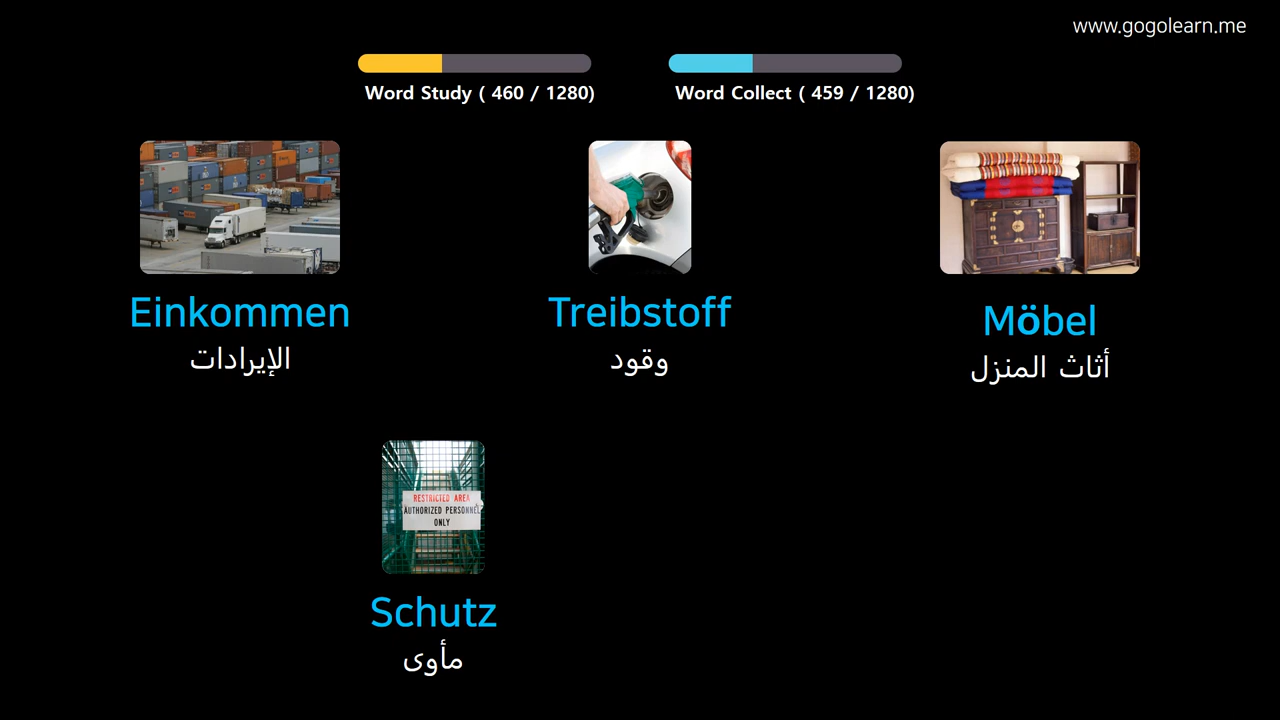 www.gogolearn.me
Word Study ( 460 / 1280)
Word Collect ( 459 / 1280)
Einkommen
الإيرادات
Treibstoff
وقود
Möbel
أثاث المنزل
RESTRICTED AREA
AUTHORIZED PERSONNEL
ONLY
Schutz
مأوى